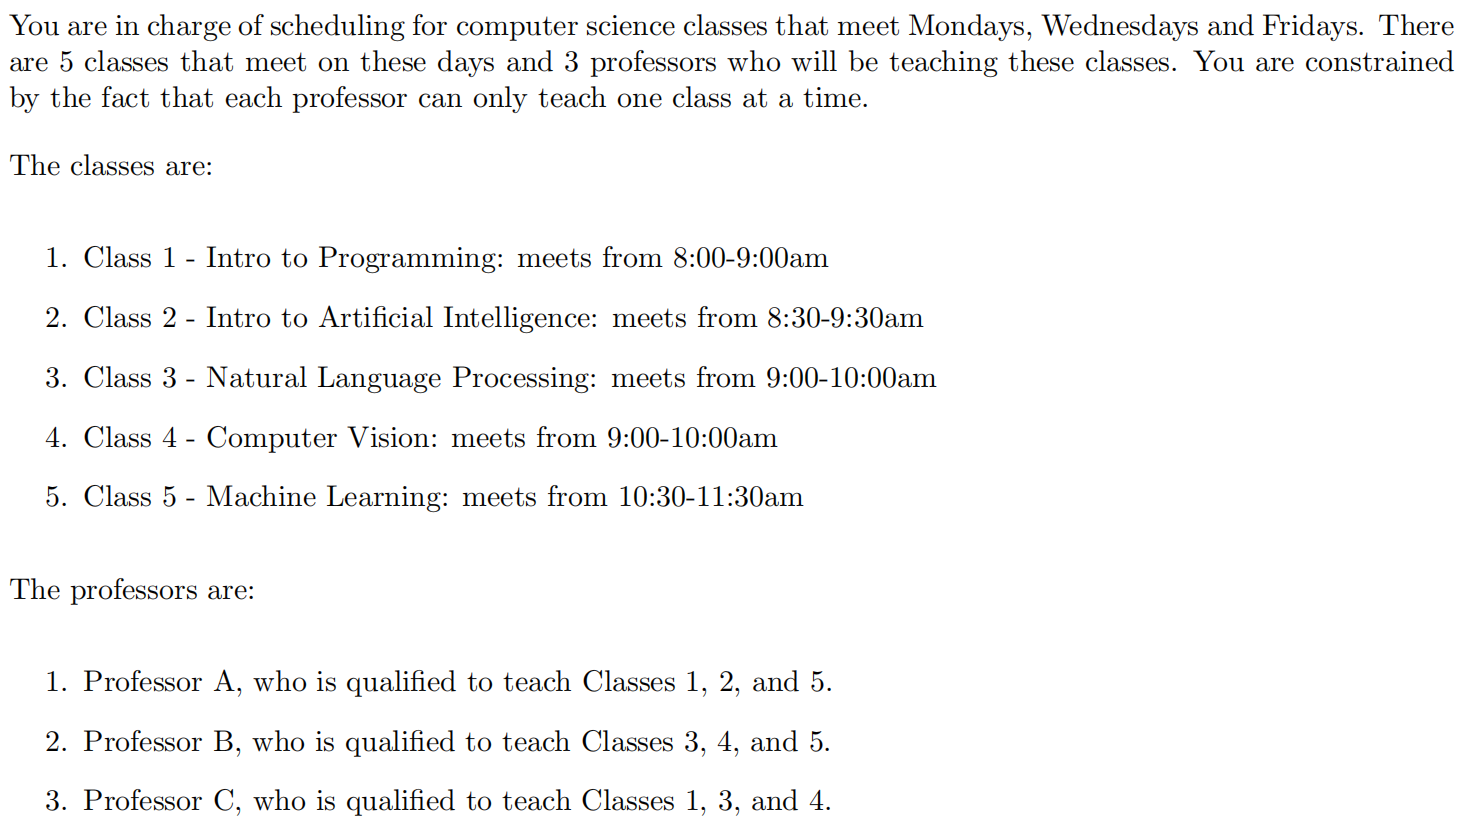 You are in charge of scheduling for computer science classes that meet Mondays, Wednesdays and Fridays. There
are 5 classes that meet on these days and 3 professors who will be teaching these classes. You are constrained
by the fact that each professor can only teach one class at a time.
The classes are:
1. Class 1 - Intro to Programming: meets from 8:00-9:00am
2. Class 2 - Intro to Artificial Intelligence: meets from 8:30-9:30am
3. Class 3 - Natural Language Processing: meets from 9:00-10:00am
4. Class 4 - Computer Vision: meets from 9:00-10:00am
5. Class 5 - Machine Learning: meets from 10:30-11:30am
The professors are:
1. Professor A, who is qualified to teach Classes 1, 2, and 5.
2. Professor B, who is qualified to teach Classes 3, 4, and 5.
3. Professor C, who is qualified to teach Classes 1, 3, and 4.